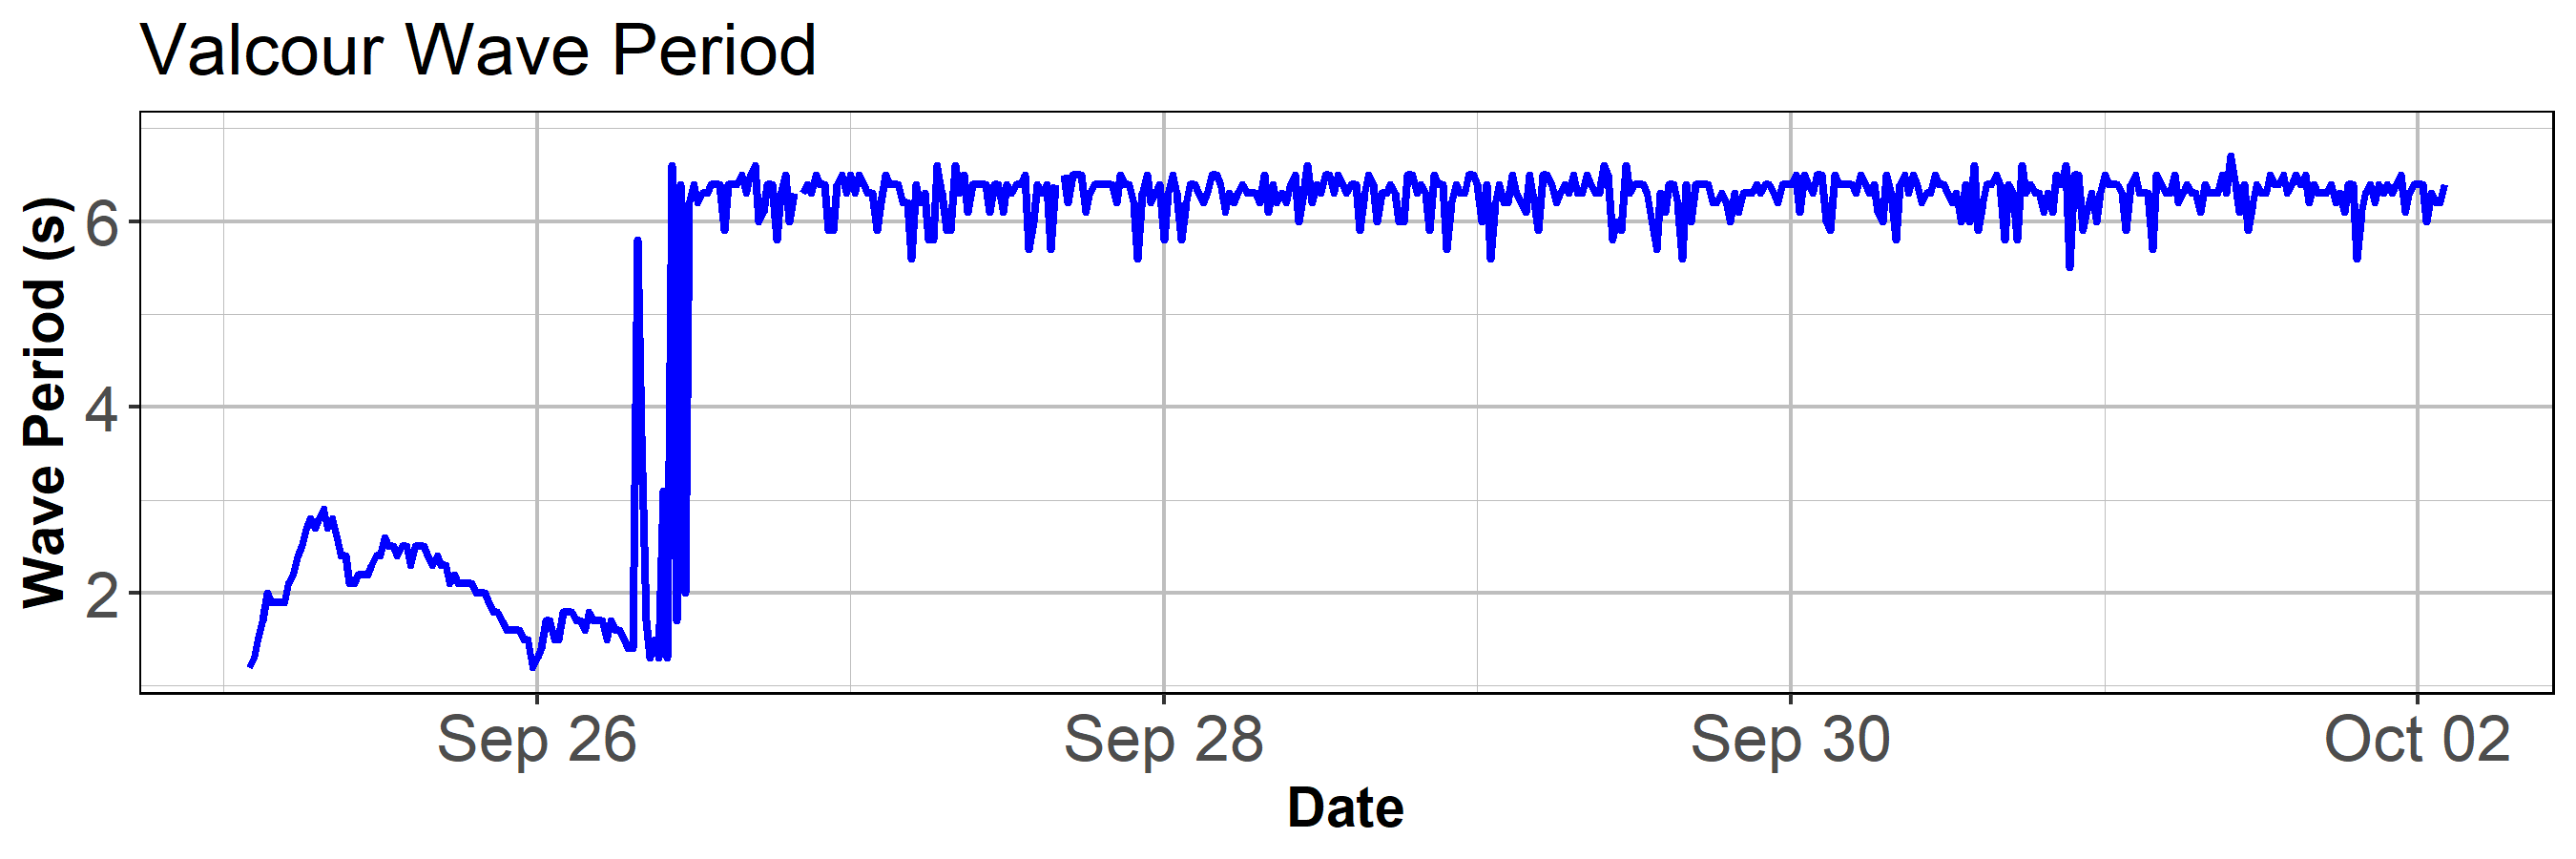 Valcour Wave Period
Wave Period (s)
6
4
2
Sep 26
Sep 28
Sep 30
Oct 02
Date